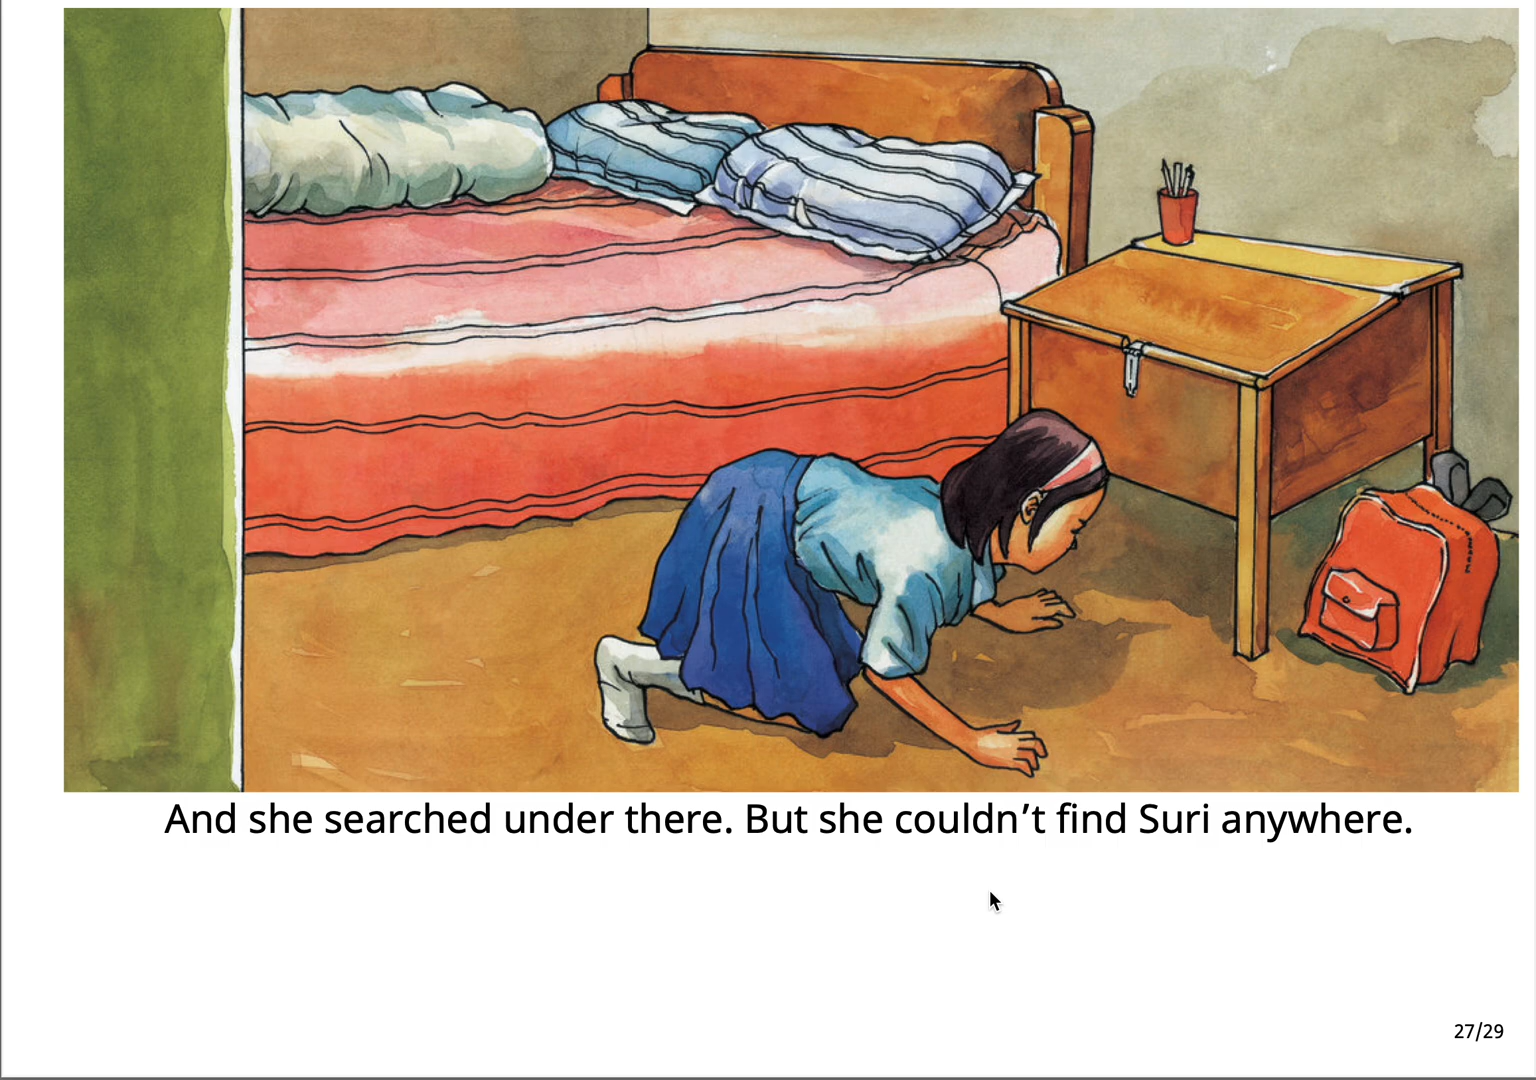 And she searched under there. But she couldn’t find Suri anywhere.
27/29